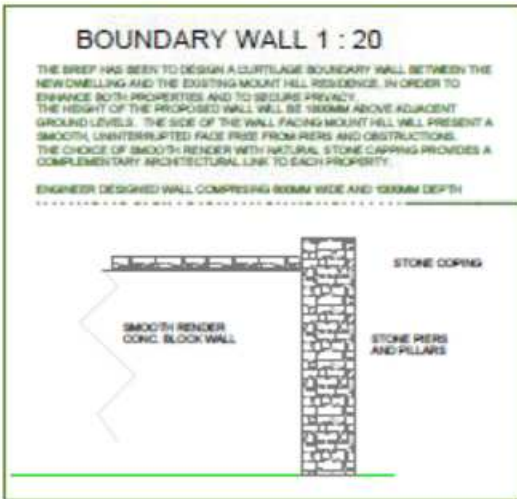 BOUNDARY WALL 1 : 20
THE BRIEF HAS BEEN TO DESIGN A CURTILAGE BOUNDARY WALL BETWEEN THE
NEW DWELLING AND THE EXISTING MOUNT HILL RESIDENCE, IN ORDER TO
ENHANCE BOTH PROPERTIES AND TO SECURE PRIVACY.
THE HEIGHT OF THE PROPOSED WALL WILL BE ABOVE ADJACENT
GROUND LEVELS. THE SIDE OF THE WALL FACING MOUNT HILL WILL PRESENT A
SMOOTH, UNINTERRUPTED FACE FREE FROM PIERS AND OBSTRUCTIONS.
THE CHOICE OF SMOOTH RENDER WITH NATURAL STONE CAPPING PROVIDES A
COMPLEMENTARY ARCHITECTURAL LINK TO EACH PROPERTY.
ENGINEER DESIGNED WALL COMPRISING WIDE AND DEPTH
STONE COPING
SMOOTH RENDER
CONC. BLOCK WALL
STONE PIERS
AND PILLARS